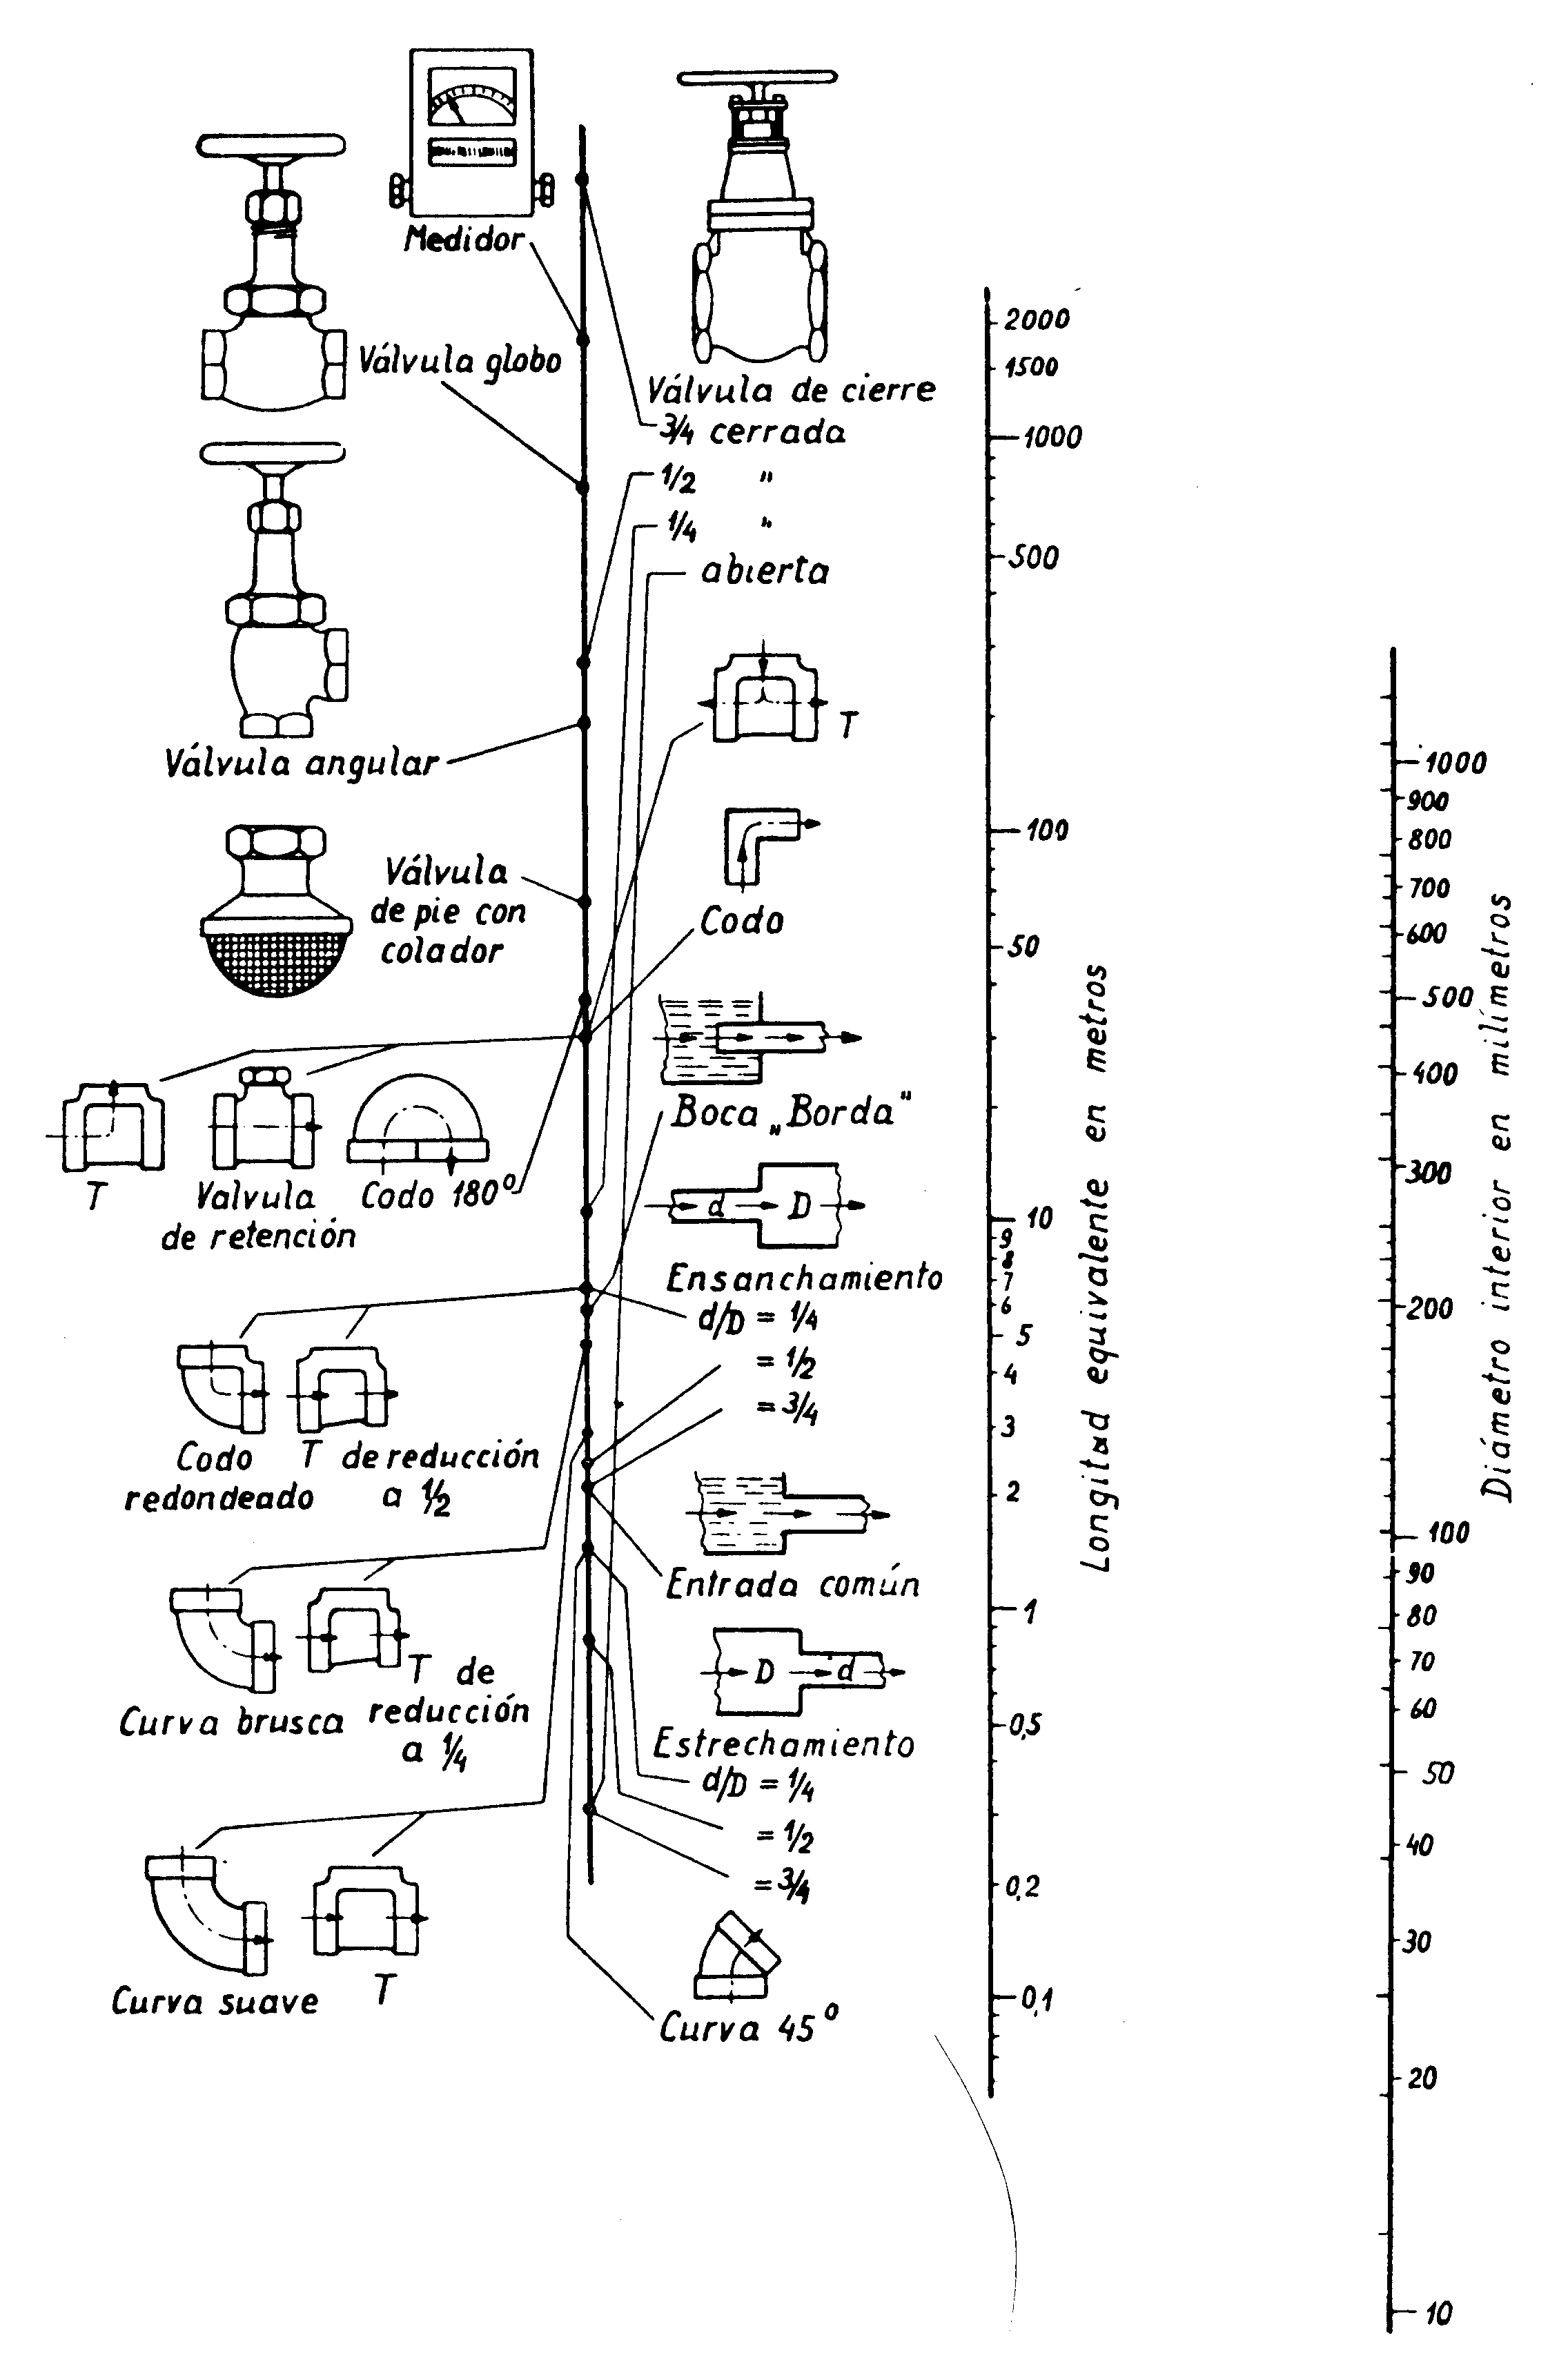 Medidor
Válvula globo
Válvula angular
Válvula
de pie con
colador
T
Valvula
de retención
Codo 180°
Codo
redondeado
T de reducción
a 1/2
Curva brusca
T de
reducción
a 1/4
Curva suave
T
Válvula de cierre
3/4 cerrada
1/2 "
1/4 "
abierta
T
Codo
Boca „Borda"
d D
Ensanchamiento
d/D = 1/4
= 1/2
= 3/4
Entrada común
D d
Estrechamiento
d/D = 1/4
= 1/2
= 3/4
Curva 45°
2000
1500
1000
500
100
50
10
9
8
7
6
5
4
3
2
1
0,5
0,2
0,1
Longitud equivalente en metros
1000
900
800
700
600
500
400
300
200
100
90
80
70
60
50
40
30
20
10
Diámetro interior en milímetros